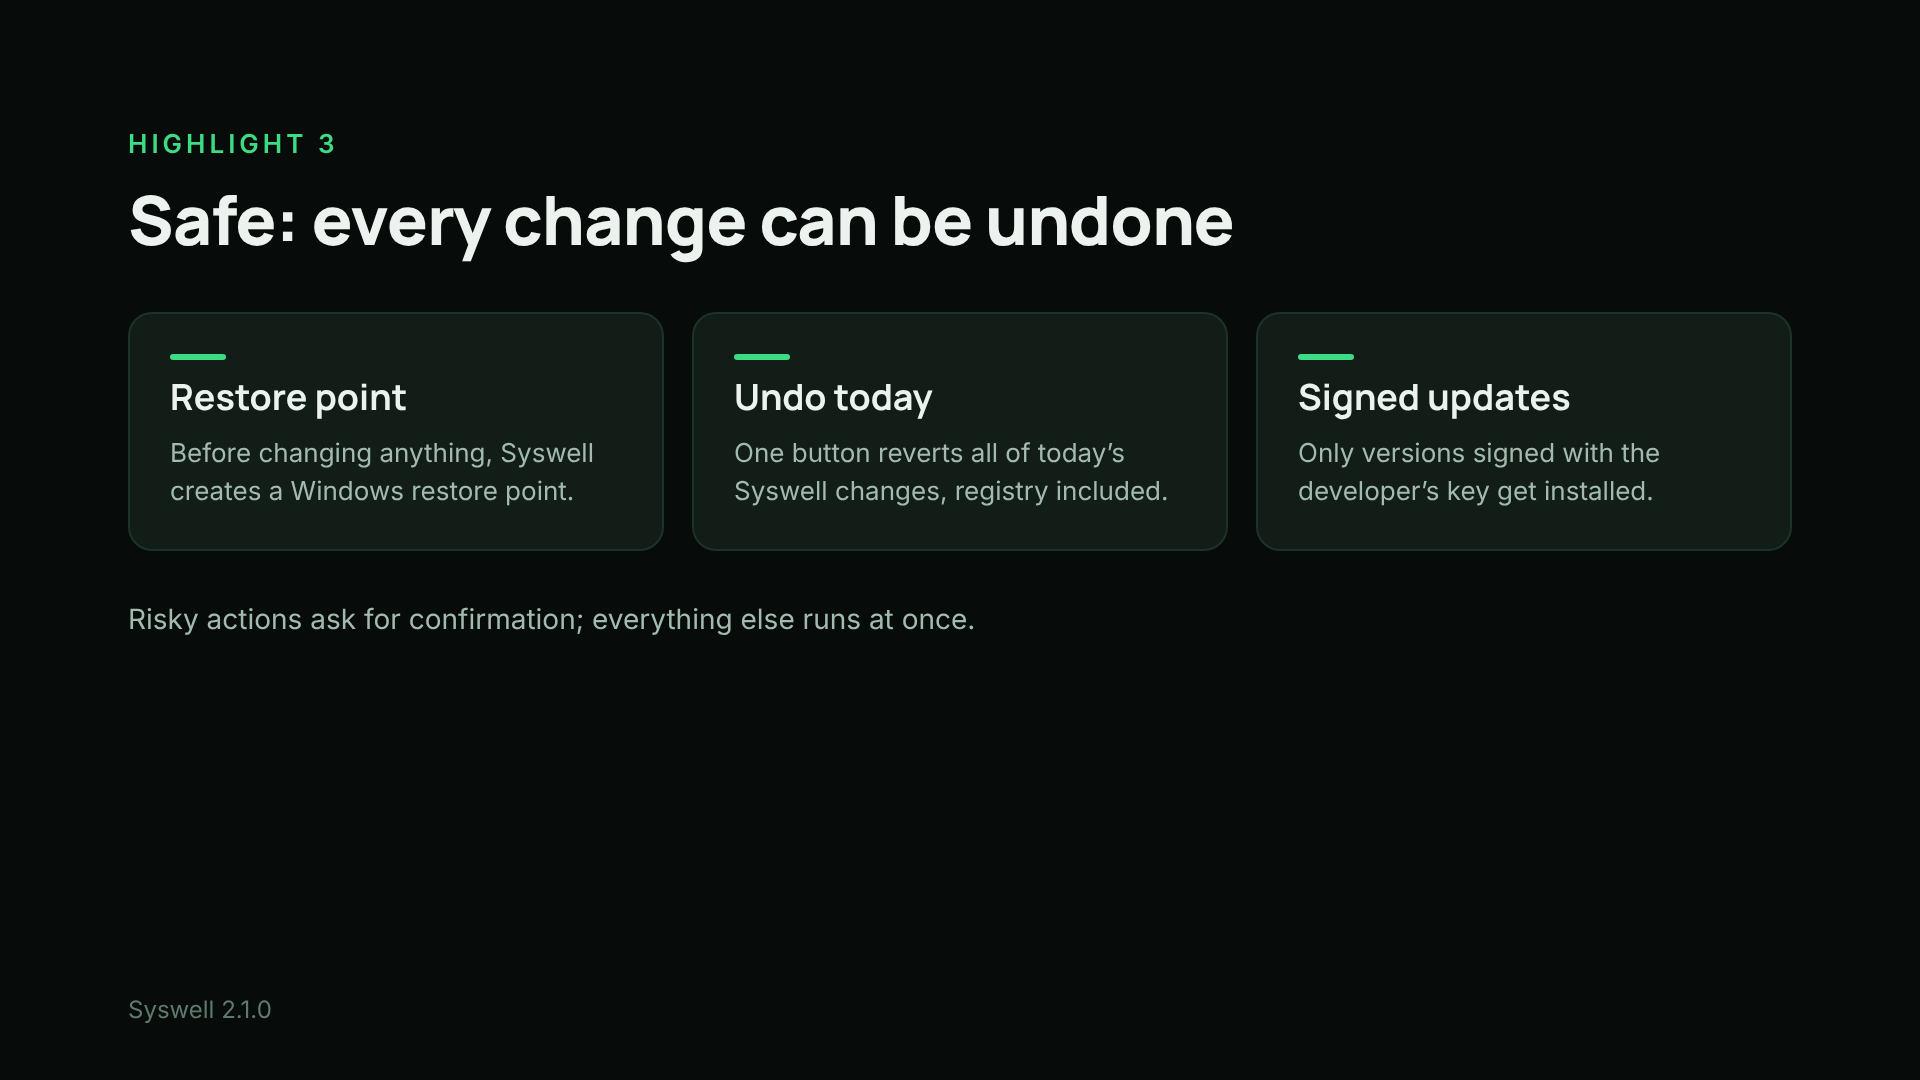 HIGHLIGHT 3
Safe: every change can be undone
Restore point
Before changing anything, Syswell
creates a Windows restore point.
Undo today
One button reverts all of today’s
Syswell changes, registry included.
Signed updates
Only versions signed with the
developer’s key get installed.
Risky actions ask for confirmation; everything else runs at once.
Syswell 2.1.0